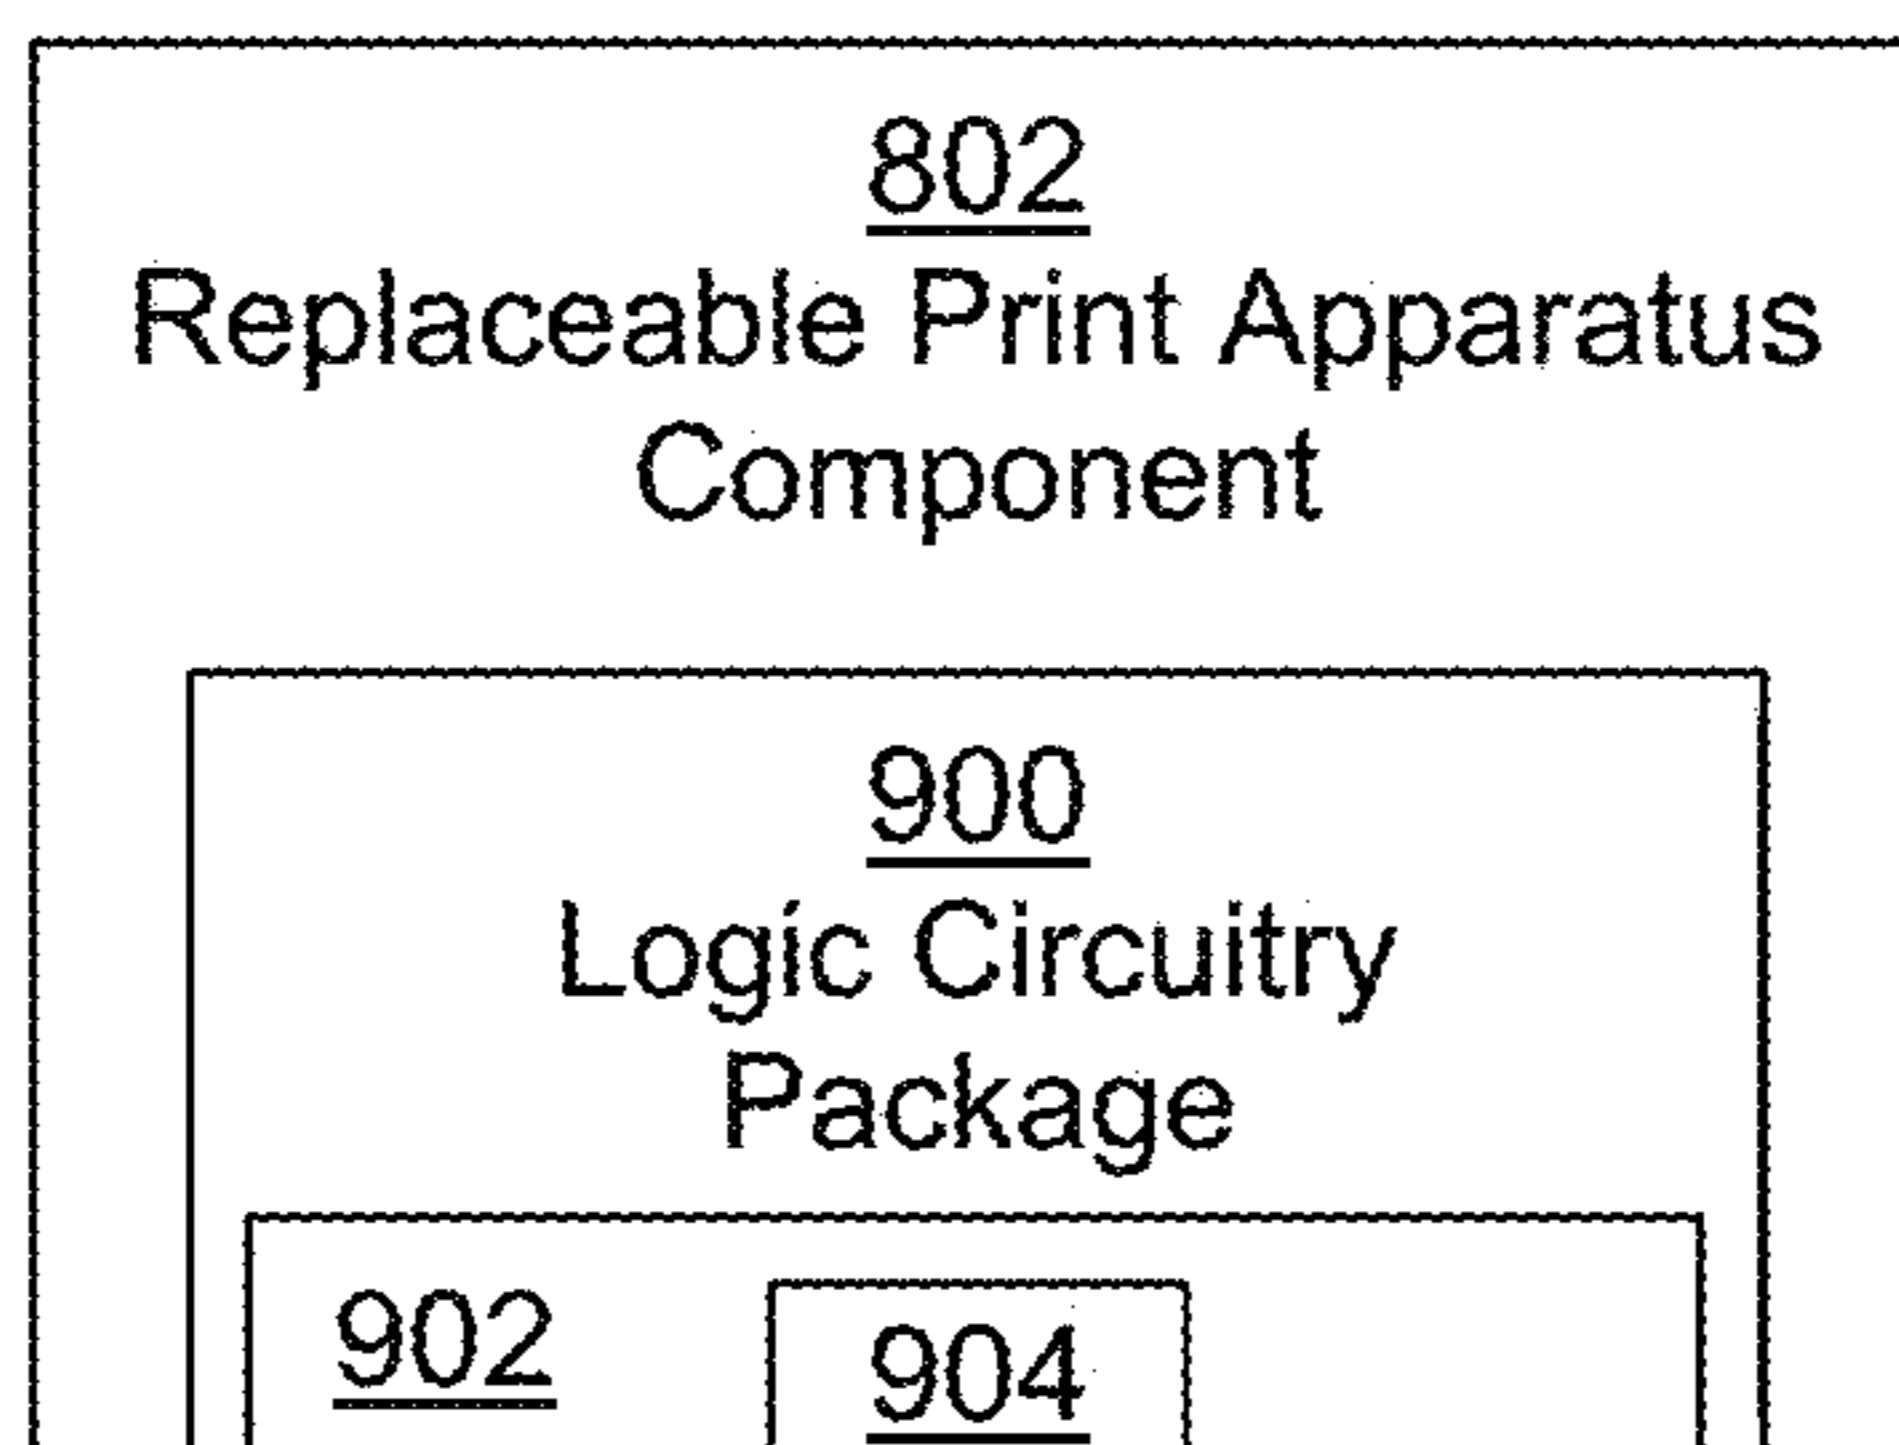 802
Replaceable Print Apparatus
Component
900
Logic Circuitry
Package
902
904